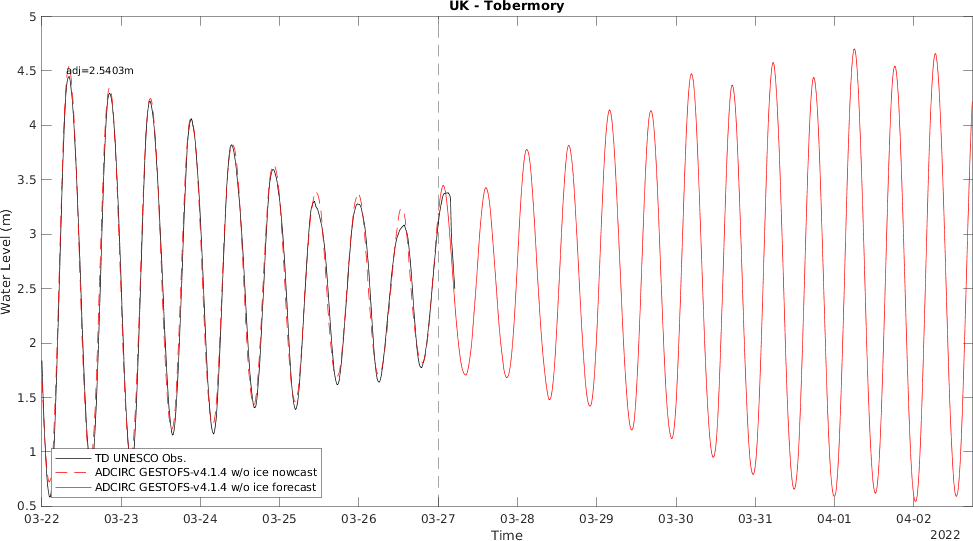 UK - Tobermory
5
4.5
4
3.5
3
2.5
2
1.5
1
0.5
Water Level (m)
adj=2.5403m
TD UNESCO Obs.
ADCIRC GESTOFS-v4.1.4 w/o ice nowcast
ADCIRC GESTOFS-v4.1.4 w/o ice forecast
03-22 03-23 03-24 03-25 03-26 03-27 03-28 03-29 03-30 03-31 04-01 04-02
Time
2022